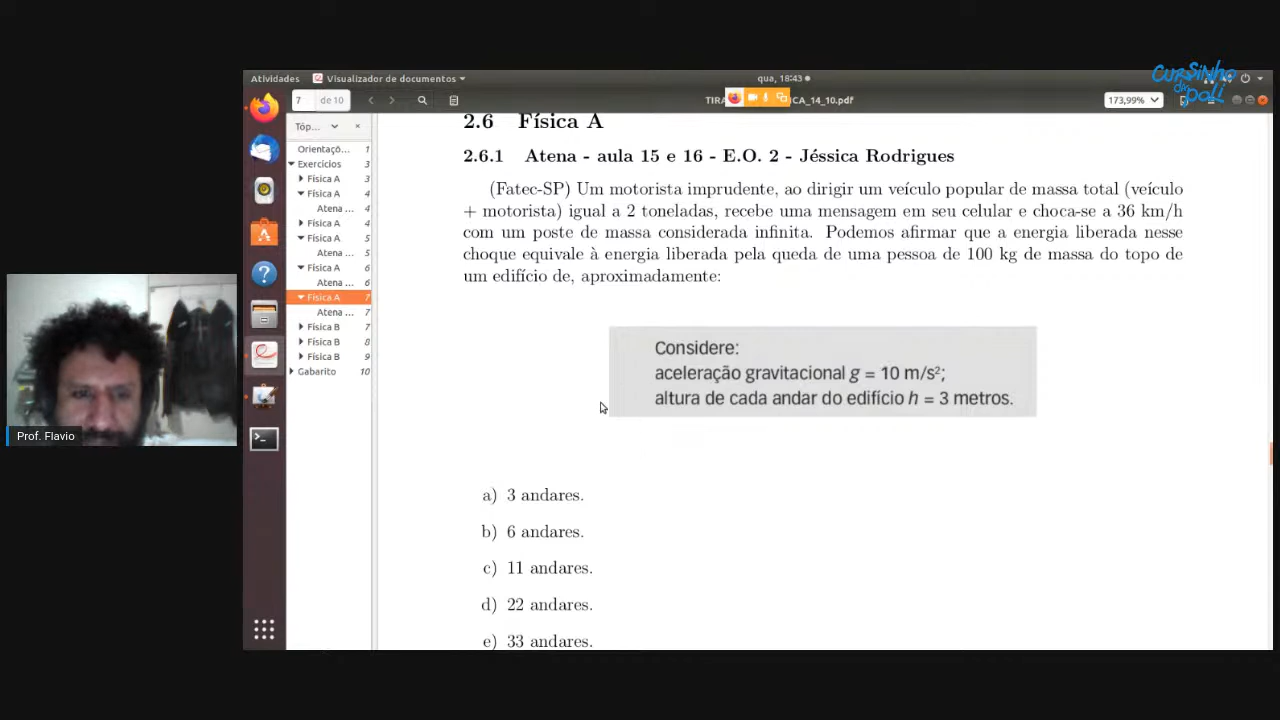 CURSINHO
da
POLI
Atividades
Visualizador de documentos
qua, 18:43
7
de 10
TIRA
ICA_14_10.pdf
173,99%
Tóp...
Orientaçõ... 1
Exercícios 3
Física A 3
Física A 4
Atena ... 4
Física A 4
Física A 5
Atena ... 5
Física A 6
Atena ... 6
Física A 7
Atena ... 7
Física B 7
Física B 8
Física B 9
Gabarito 10
Prof. Flavio
2.6 Física A
2.6.1 Atena - aula 15 e 16 - E.O. 2 - Jéssica Rodrigues
(Fatec-SP) Um motorista imprudente, ao dirigir um veículo popular de massa total (veículo
+ motorista) igual a 2 toneladas, recebe uma mensagem em seu celular e choca-se a 36 km/h
com um poste de massa considerada infinita. Podemos afirmar que a energia liberada nesse
choque equivale à energia liberada pela queda de uma pessoa de 100 kg de massa do topo de
um edifício de, aproximadamente:
Considere:
aceleração gravitacional g = 10 m/s²;
altura de cada andar do edifício h = 3 metros.
a) 3 andares.
b) 6 andares.
c) 11 andares.
d) 22 andares.
e) 33 andares.